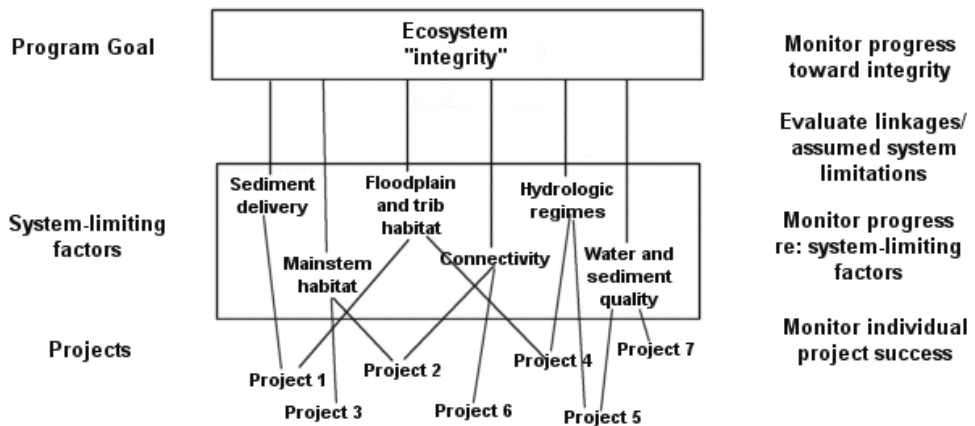 Program Goal
Ecosystem
"integrity"
Monitor progress
toward integrity
Evaluate linkages/
assumed system
limitations
System-limiting
factors
Sediment
delivery
Floodplain
and trib
habitat
Hydrologic
regimes
Mainstem
habitat
Connectivity
Water and
sediment
quality
Monitor progress
re: system-limiting
factors
Projects
Project 1
Project 2
Project 4
Project 7
Project 3
Project 6
Project 5
Monitor individual
project success